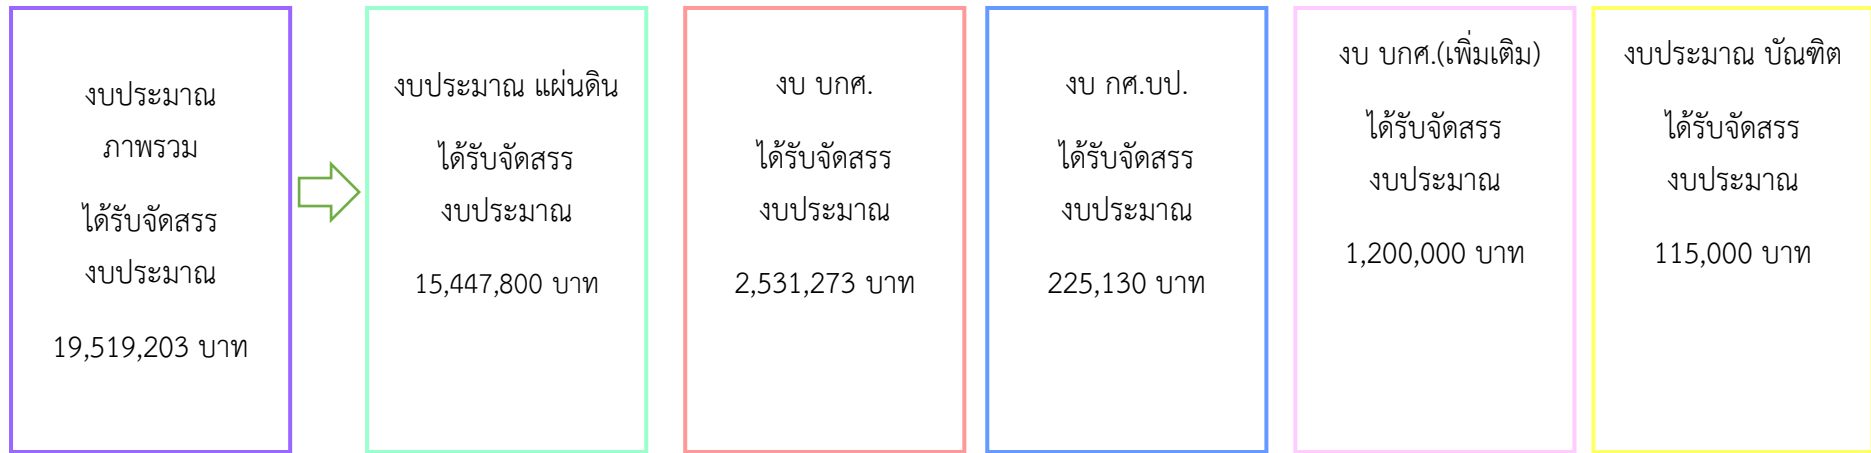 งบประมาณ
ภาพรวม
ได้รับจัดสรร
งบประมาณ
19,519,203 บาท
งบประมาณ แผ่นดิน
ได้รับจัดสรร
งบประมาณ
15,447,800 บาท
งบ บกศ.
ได้รับจัดสรร
งบประมาณ
2,531,273 บาท
งบ กศ.บป.
ได้รับจัดสรร
งบประมาณ
225,130 บาท
งบ บกศ.(เพิ่มเติม)
ได้รับจัดสรร
งบประมาณ
1,200,000 บาท
งบประมาณ บัณฑิต
ได้รับจัดสรร
งบประมาณ
115,000 บาท